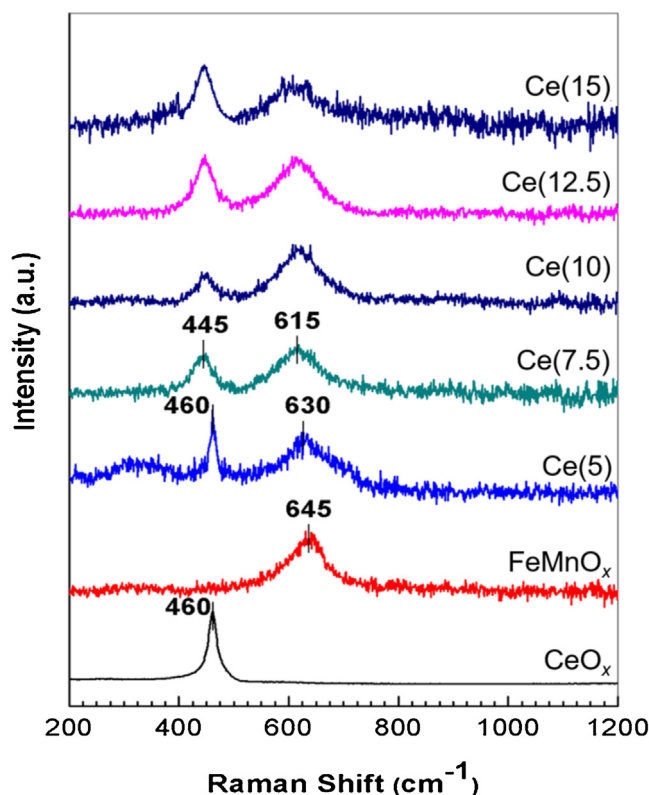 Ce(15)
Ce(12.5)
Ce(10)
445 615
Ce(7.5)
460 630
Ce(5)
645
FeMnOₓ
460
CeOₓ
200 400 600 800 1000 1200
Raman Shift (cm⁻¹)
Intensity (a.u.)